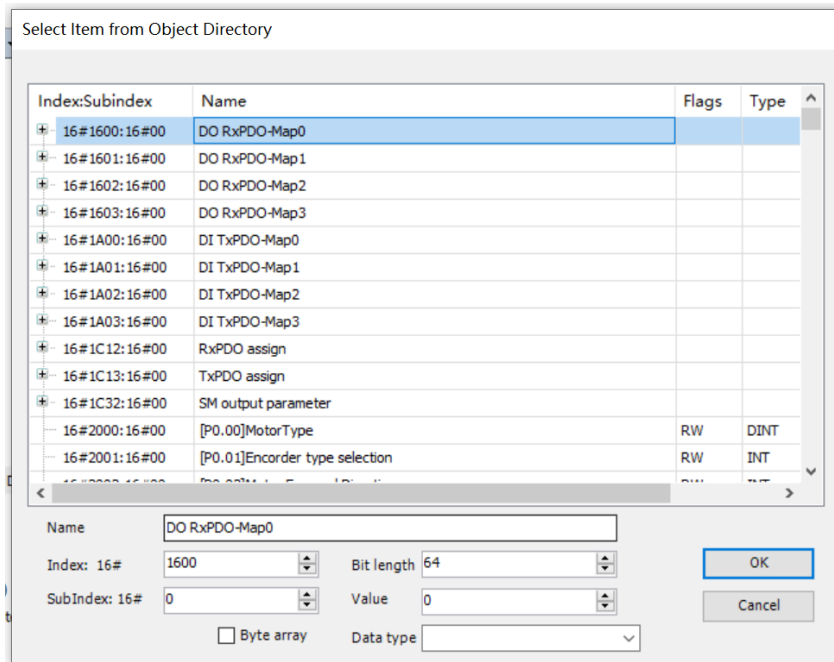 Select Item from Object Directory
Index:Subindex Name Flags Type
16#1600:16#00 DO RxPDO-Map0
16#1601:16#00 DO RxPDO-Map1
16#1602:16#00 DO RxPDO-Map2
16#1603:16#00 DO RxPDO-Map3
16#1A00:16#00 DI TxPDO-Map0
16#1A01:16#00 DI TxPDO-Map1
16#1A02:16#00 DI TxPDO-Map2
16#1A03:16#00 DI TxPDO-Map3
16#1C12:16#00 RxPDO assign
16#1C13:16#00 TxPDO assign
16#1C32:16#00 SM output parameter
16#2000:16#00 [P0.00]MotorType RW DINT
16#2001:16#00 [P0.01]Encorder type selection RW INT
Name DO RxPDO-Map0
Index: 16# 1600 Bit length 64
SubIndex: 16# 0 Value 0
Byte array Data type
OK
Cancel